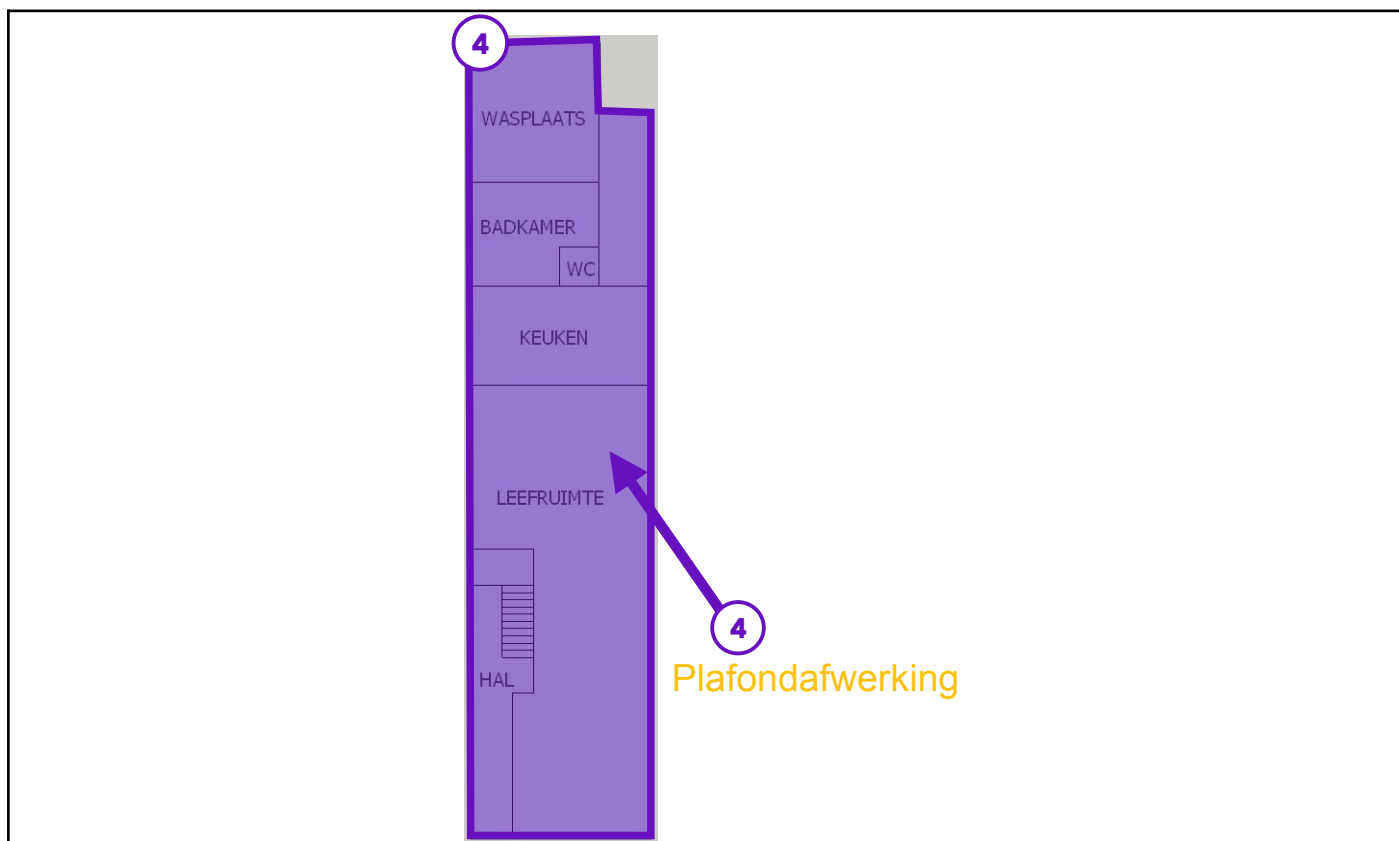 4
WASPLAATS
BADKAMER
WC
KEUKEN
LEEFRUIMTE
4
HAL
Plafondafwerking